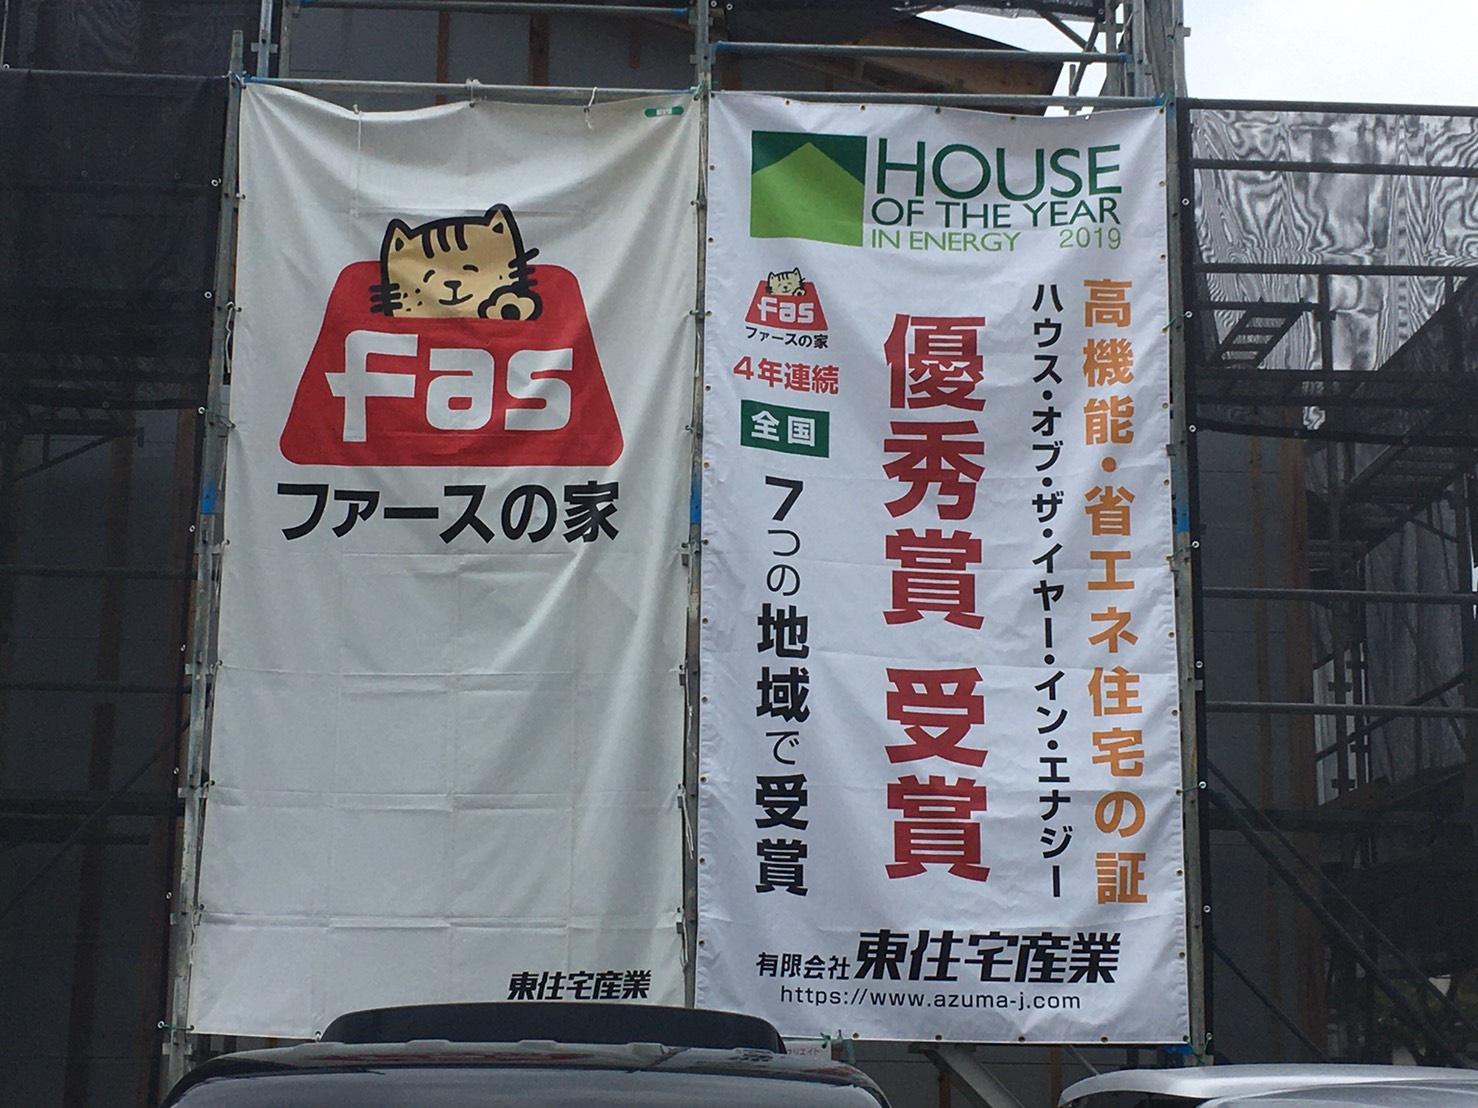 fas
ファースの家
東住宅産業
HOUSE
OF THE YEAR
IN ENERGY 2019
高機能・省エネ住宅の証
ハウス・オブ・ザ・イヤー・イン・エナジー
優秀賞 受賞
fas
ファースの家
4年連続
全国
7つの地域で受賞
有限会社東住宅産業
https://www.azuma-j.com